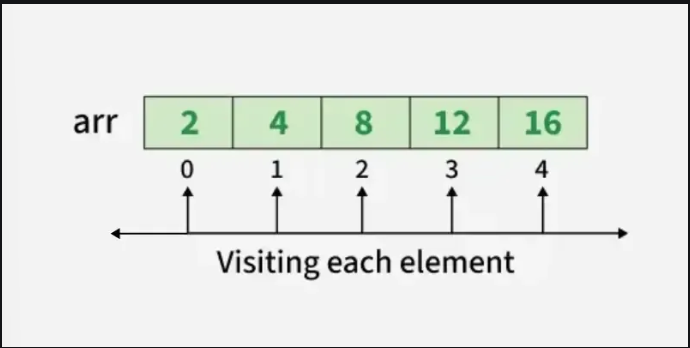 arr 2 4 8 12 16
0 1 2 3 4
Visiting each element